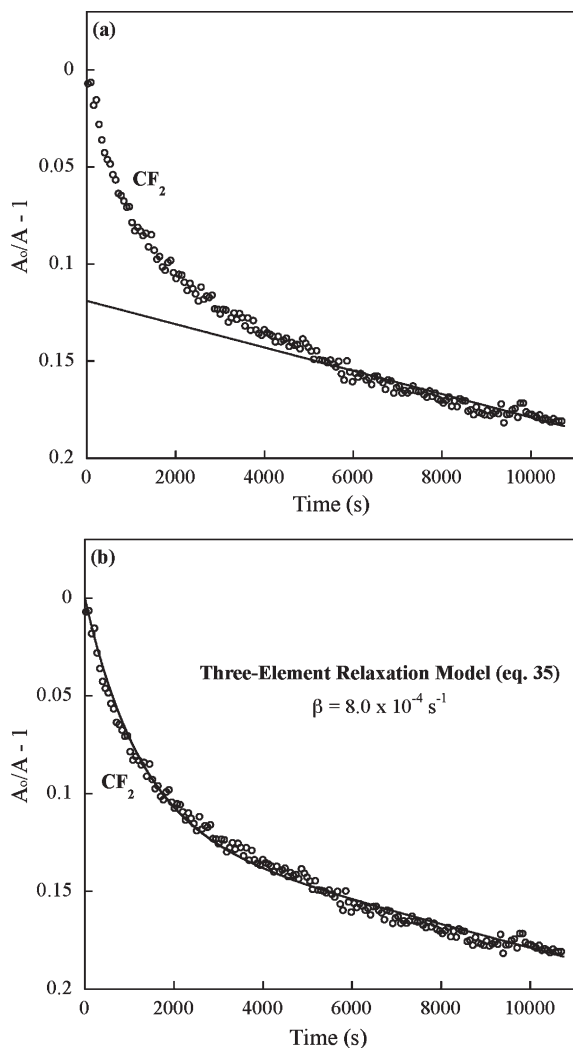 (a)
0
0.05
0.1
0.15
0.2
Aₒ/A - 1
CF₂
0 2000 4000 6000 8000 10000
Time (s)
(b)
0
0.05
0.1
0.15
0.2
Aₒ/A - 1
Three-Element Relaxation Model (eq. 35)
β = 8.0 x 10⁻⁴ s⁻¹
CF₂
0 2000 4000 6000 8000 10000
Time (s)